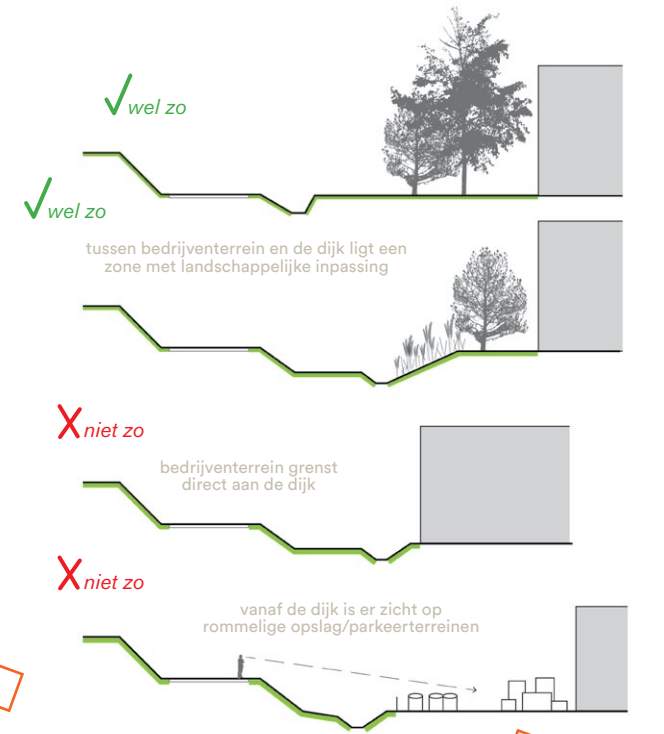 wel zo
wel zo
tussen bedrijventerrein en de dijk ligt een
zone met landschappelijke inpassing
niet zo
bedrijventerrein grenst
direct aan de dijk
niet zo
vanaf de dijk is er zicht op
rommelige opslag/parkeerterreinen